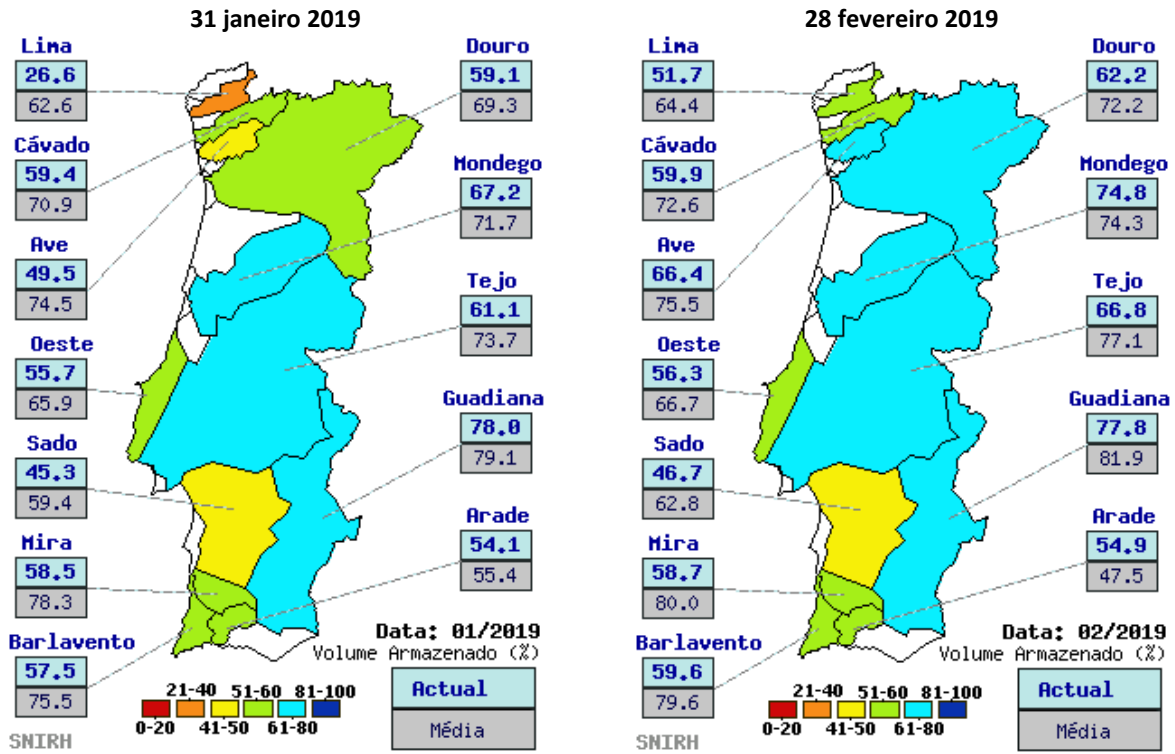 31 janeiro 2019
Lima
26.6
62.6
Cávado
59.4
70.9
Ave
49.5
74.5
Oeste
55.7
65.9
Sado
45.3
59.4
Mira
58.5
78.3
Barlavento
57.5
75.5
Douro
59.1
69.3
Mondego
67.2
71.7
Tejo
61.1
73.7
Guadiana
78.0
79.1
Arade
54.1
55.4
Data: 01/2019
Volume Armazenado (%)
21-40 51-60 81-100
0-20 41-50 61-80
Actual
Média
SNIRH
28 fevereiro 2019
Lima
51.7
64.4
Cávado
59.9
72.6
Ave
66.4
75.5
Oeste
56.3
66.7
Sado
46.7
62.8
Mira
58.7
80.0
Barlavento
59.6
79.6
Douro
62.2
72.2
Mondego
74.8
74.3
Tejo
66.8
77.1
Guadiana
77.8
81.9
Arade
54.9
47.5
Data: 02/2019
Volume Armazenado (%)
21-40 51-60 81-100
0-20 41-50 61-80
Actual
Média
SNIRH